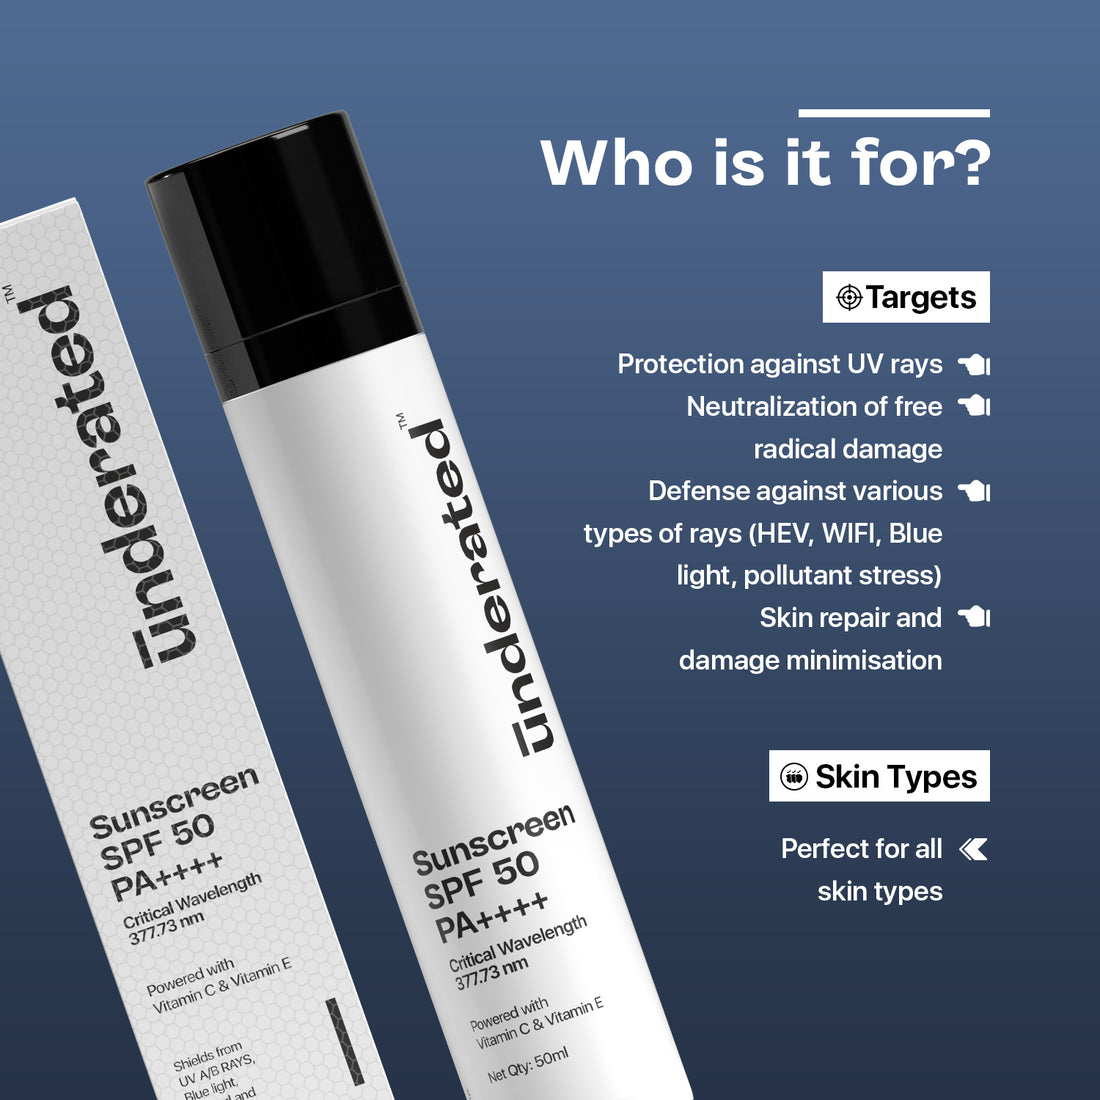 Who is it for?
Targets
Protection against UV rays
Neutralization of free
radical damage
Defense against various
types of rays (HEV, WIFI, Blue
light, pollutant stress)
Skin repair and
damage minimisation
Skin Types
Perfect for all
skin types
ūnderated™
Sunscreen
SPF 50
PA++++
Critical Wavelength
377.73 nm
Powered with
Vitamin C & Vitamin E
Shields from
UV A/B RAYS,
Blue light,
and
ūnderated™
Sunscreen
SPF 50
PA++++
Critical Wavelength
377.73 nm
Powered with
Vitamin C & Vitamin E
Net Qty: 50ml